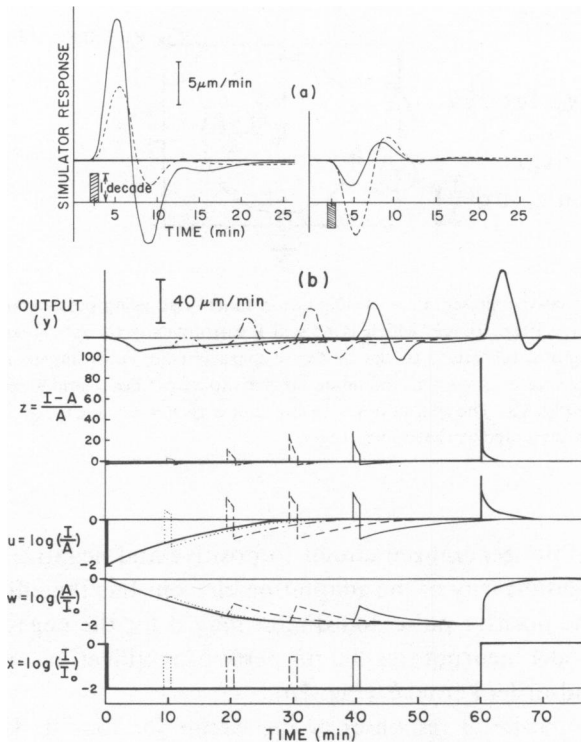 SIMULATOR RESPONSE
5μm/min
(a)
1 decade
5 10 15 20 25
5 10 15 20 25
TIME (min)
(b)
OUTPUT
(y)
40 μm/min
100
80
60
40
20
0
z = I-A/A
0
-2
u = log(I/A)
0
-2
w = log(A/I₀)
0
-2
x = log(I/I₀)
0 10 20 30 40 50 60 70
TIME (min)